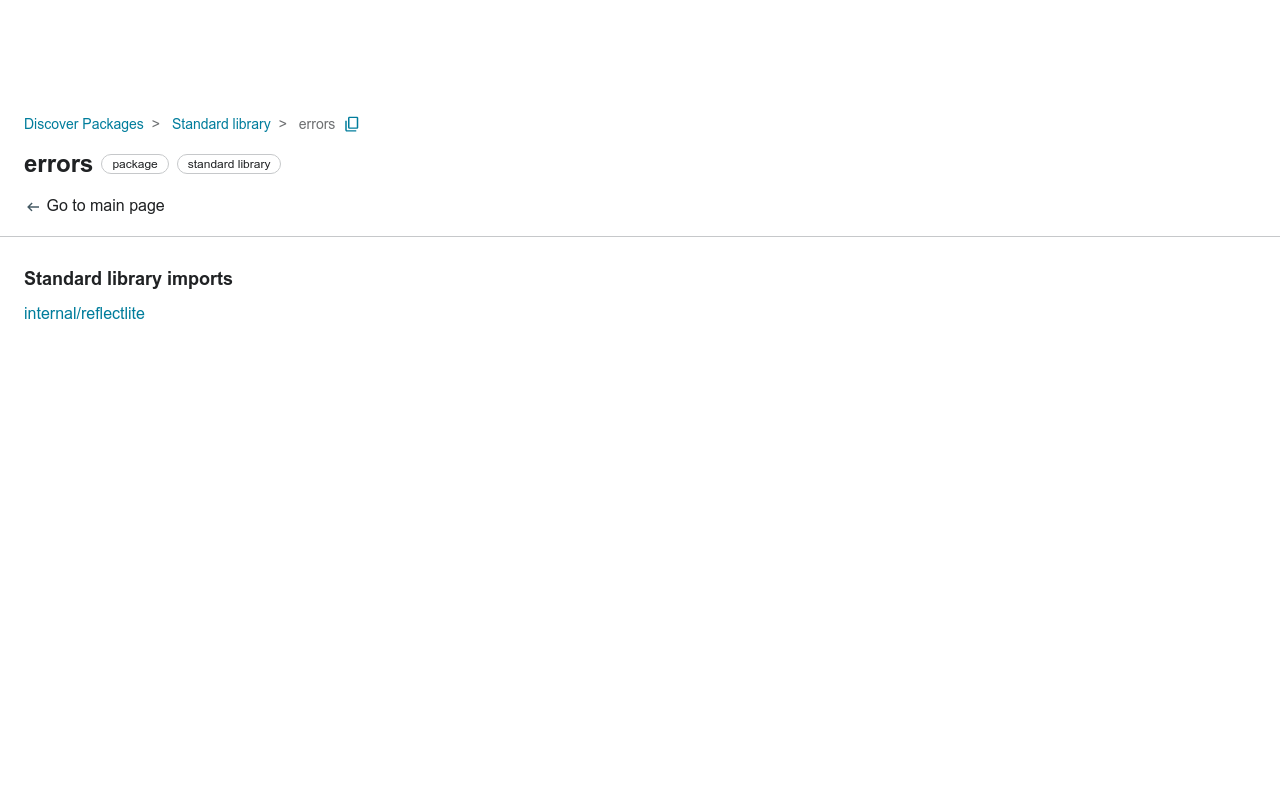 Discover Packages > Standard library > errors
errors package standard library
Go to main page
Standard library imports
internal/reflectlite